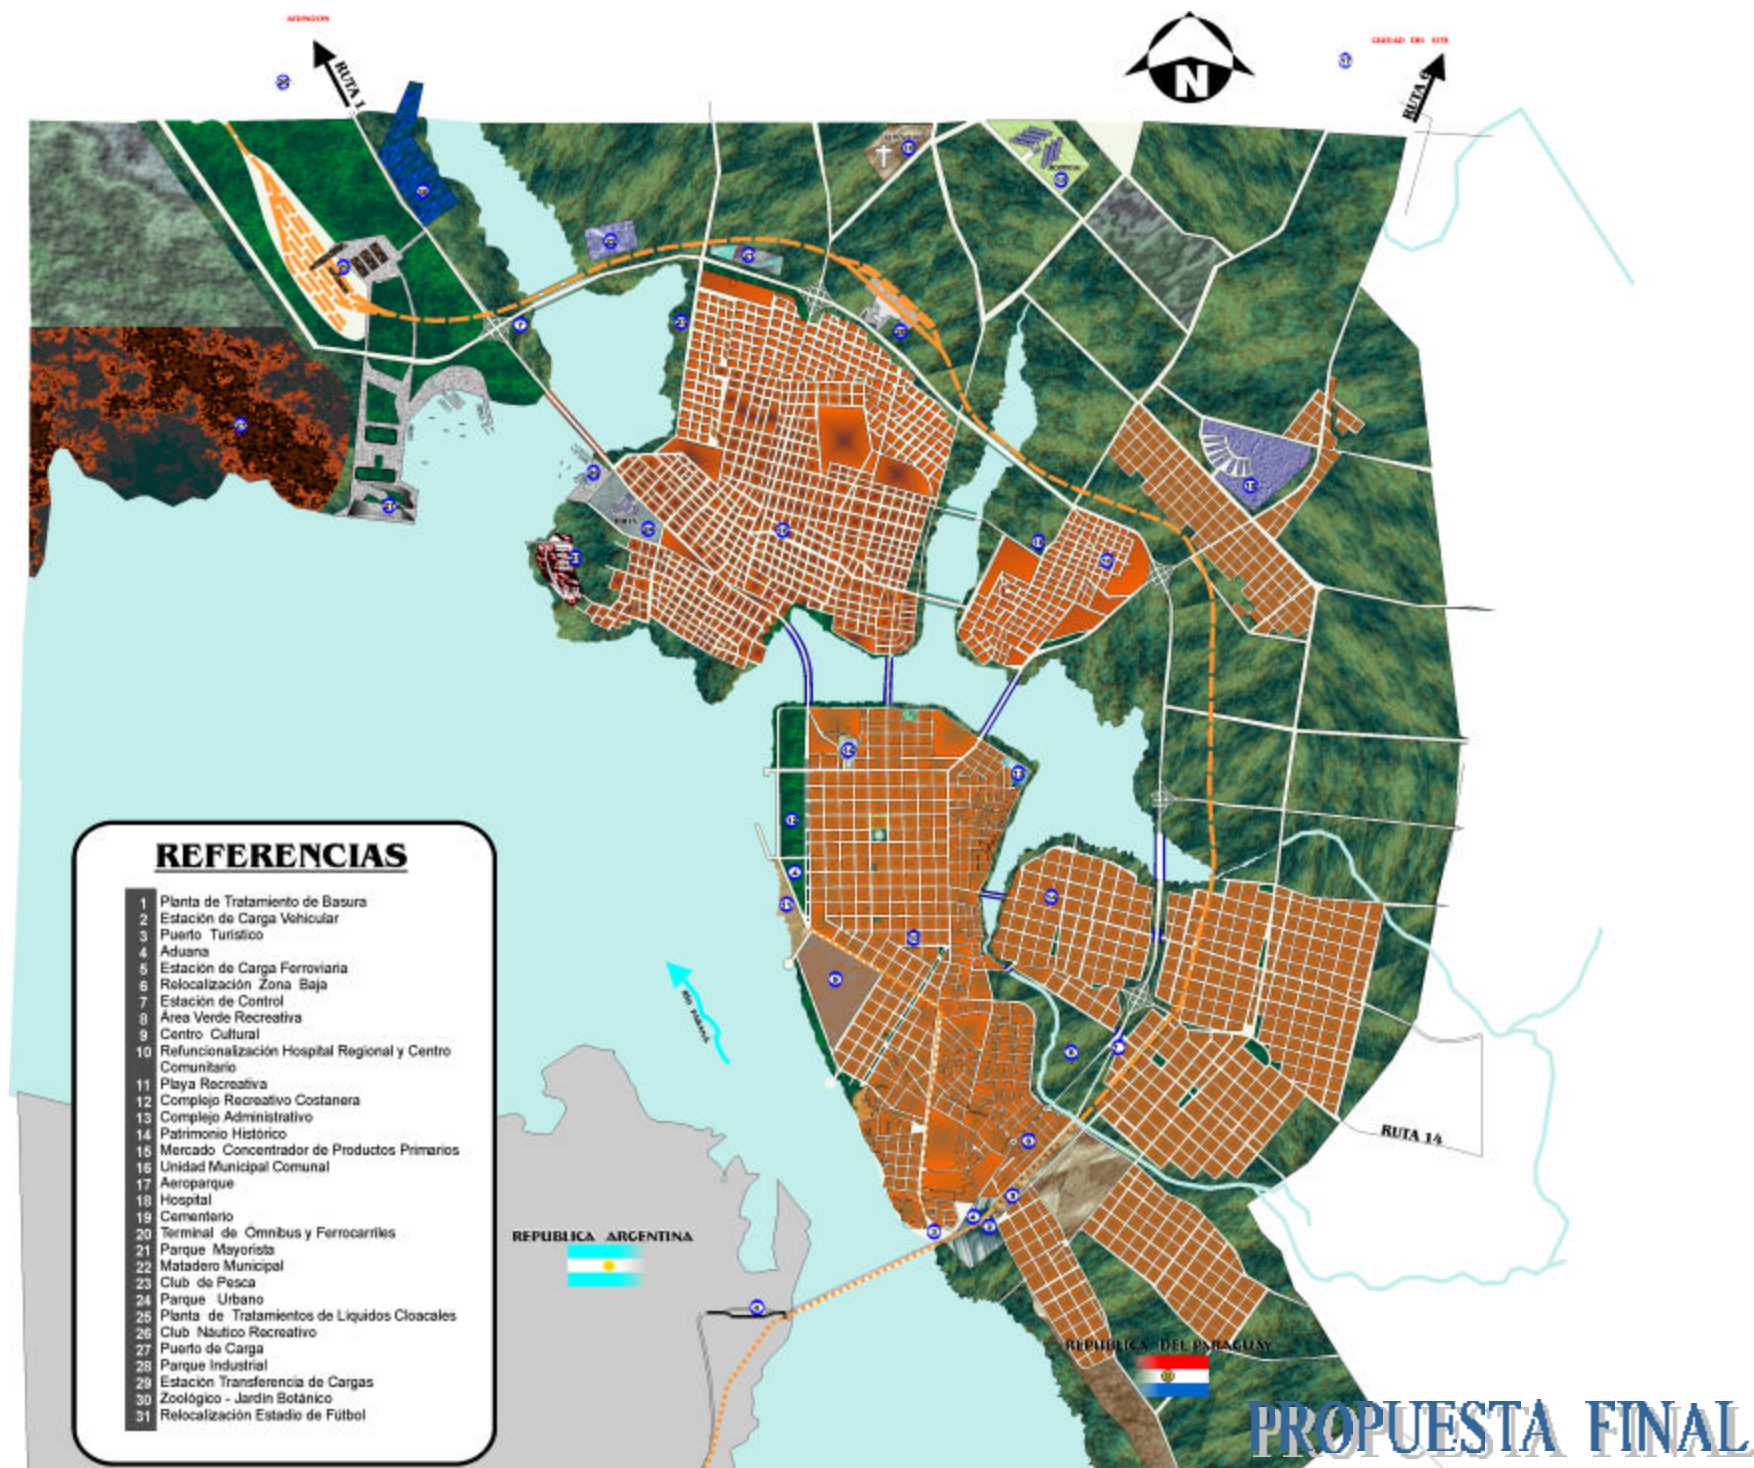 RUTA 1
RUTA 6
N
REFERENCIAS
1 Planta de Tratamiento de Basura
2 Estación de Carga Vehicular
3 Puerto Turístico
4 Aduana
5 Estación de Carga Ferroviaria
6 Relocalización Zona Baja
7 Estación de Control
8 Área Verde Recreativa
9 Centro Cultural
10 Refuncionalización Hospital Regional y Centro
Comunitario
11 Playa Recreativa
12 Complejo Recreativo Costanera
13 Complejo Administrativo
14 Patrimonio Histórico
15 Mercado Concentrador de Productos Primarios
16 Unidad Municipal Comunal
17 Aeroparque
18 Hospital
19 Cementerio
20 Terminal de Omnibus y Ferrocarriles
21 Parque Mayorista
22 Matadero Municipal
23 Club de Pesca
24 Parque Urbano
25 Planta de Tratamientos de Líquidos Cloacales
26 Club Náutico Recreativo
27 Puerto de Carga
28 Parque Industrial
29 Estación Transferencia de Cargas
30 Zoológico - Jardín Botánico
31 Relocalización Estadio de Fútbol
RIO PARANÁ
RUTA 14
REPUBLICA ARGENTINA
REPUBLICA DEL PARAGUAY
PROPUESTA FINAL